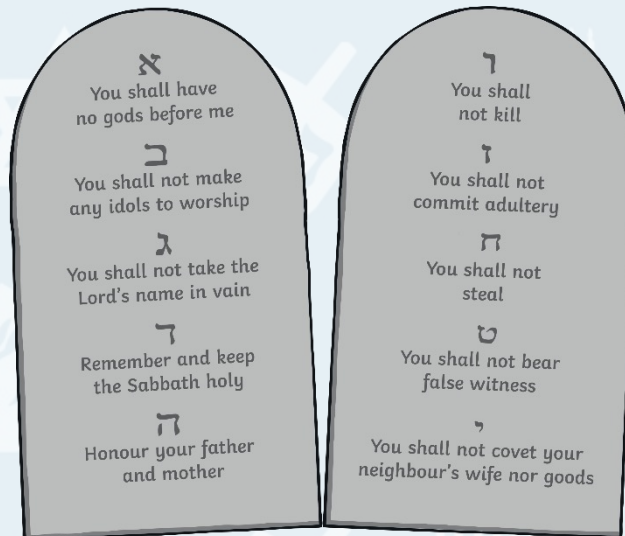 א
You shall have
no gods before me
ב
You shall not make
any idols to worship
ג
You shall not take the
Lord's name in vain
ד
Remember and keep
the Sabbath holy
ה
Honour your father
and mother
ו
You shall
not kill
ז
You shall not
commit adultery
ח
You shall not
steal
ט
You shall not bear
false witness
י
You shall not covet your
neighbour's wife nor goods